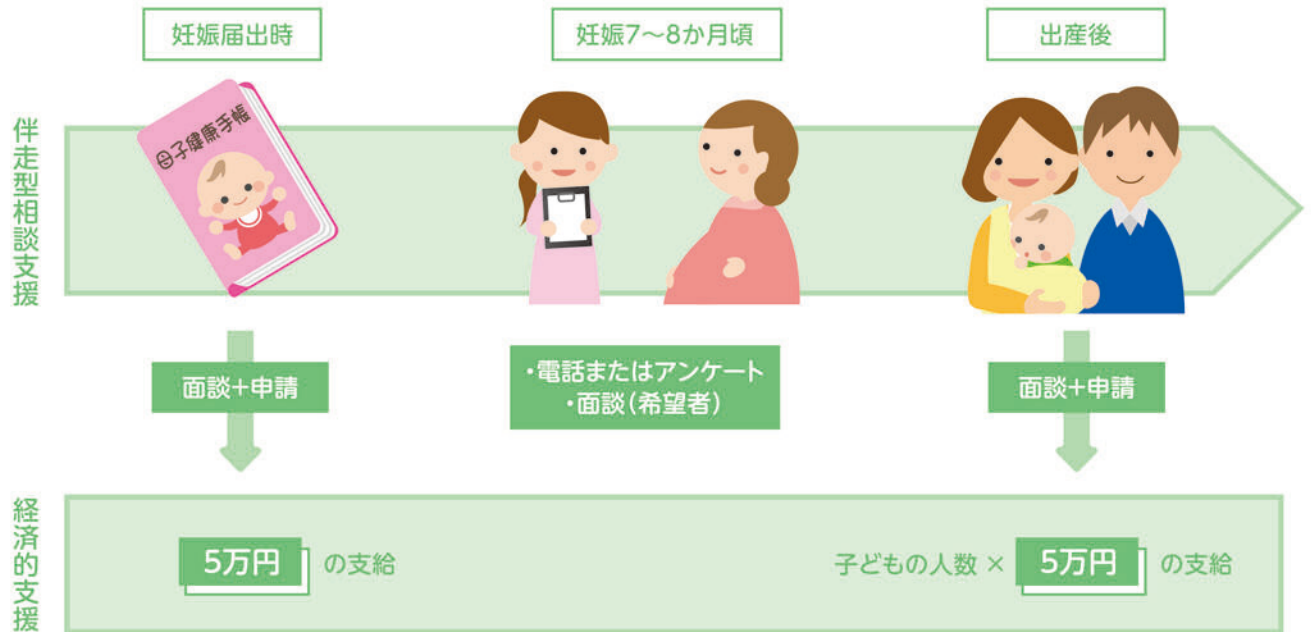 妊娠届出時
妊娠7～8か月頃
出産後
伴走型相談支援
母子健康手帳
面談+申請
・電話またはアンケート
・面談(希望者)
面談+申請
経済的支援
5万円 の支給
子どもの人数 × 5万円 の支給